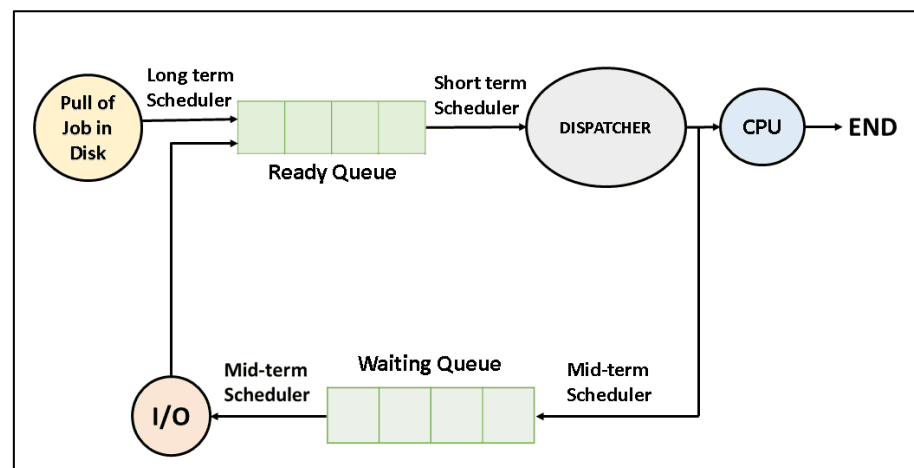 Long term
Scheduler
Pull of
Job in
Disk
Ready Queue
Short term
Scheduler
DISPATCHER
CPU
END
Waiting Queue
Mid-term
Scheduler
Mid-term
Scheduler
I/O